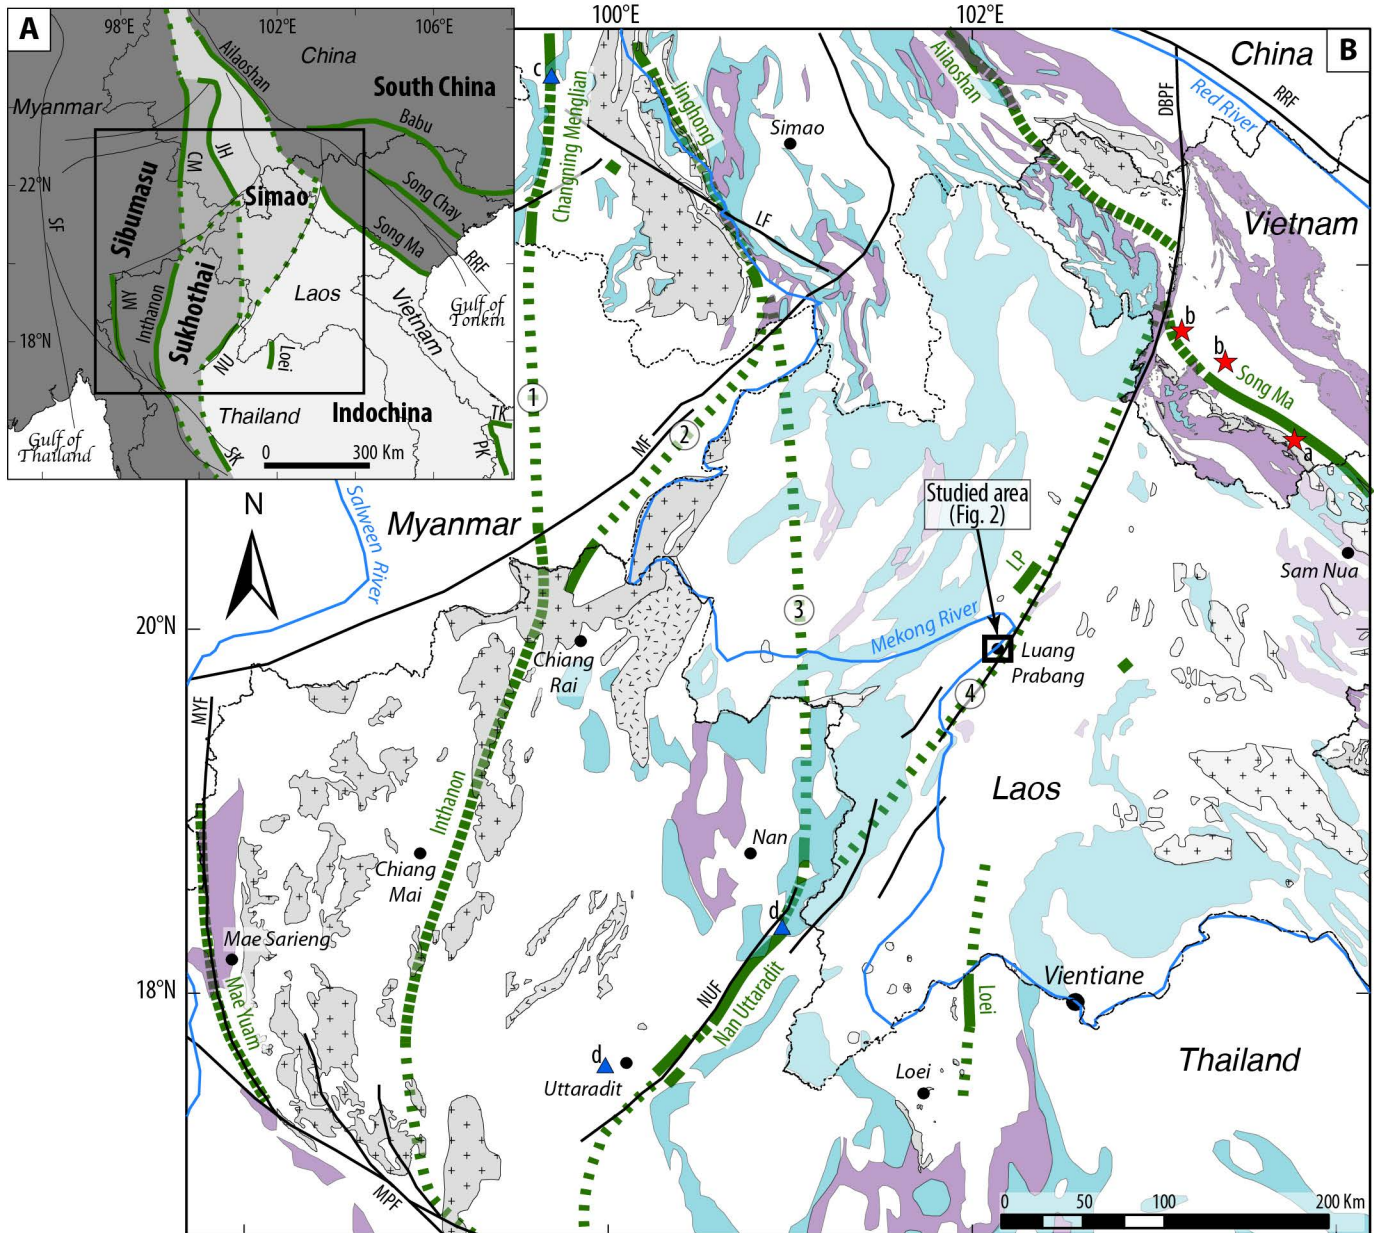 A
98°E
102°E
106°E
China
Ailaoshan
South China
Myanmar
Babu
CM
JH
22°N
Sibumasu
Simao
Song Chay
SF
Song Ma
RRF
MY
Inthanon
Sukhothai
Laos
Vietnam
Gulf of
Tonkin
18°N
NU
Loei
Thailand
Indochina
TK
PK
Gulf of
Thailand
SK
0
300 Km
100°E
102°E
B
c
Changning Menglian
Jinghong
Simao
Ailaoshan
DBPF
China
RRF
Red River
LF
Vietnam
b
b
Song Ma
a
1
2
MF
Studied area
(Fig. 2)
N
Salween River
Myanmar
LP
Sam Nua
3
20°N
Mekong River
Luang
Prabang
Chiang
Rai
4
MYF
Inthanon
Laos
Nan
Chiang
Mai
d
Mae Sarieng
Mae Yuam
18°N
NUF
Nan Uttaradit
Loei
Vientiane
d
Uttaradit
Loei
Thailand
MPF
0
50
100
200 Km